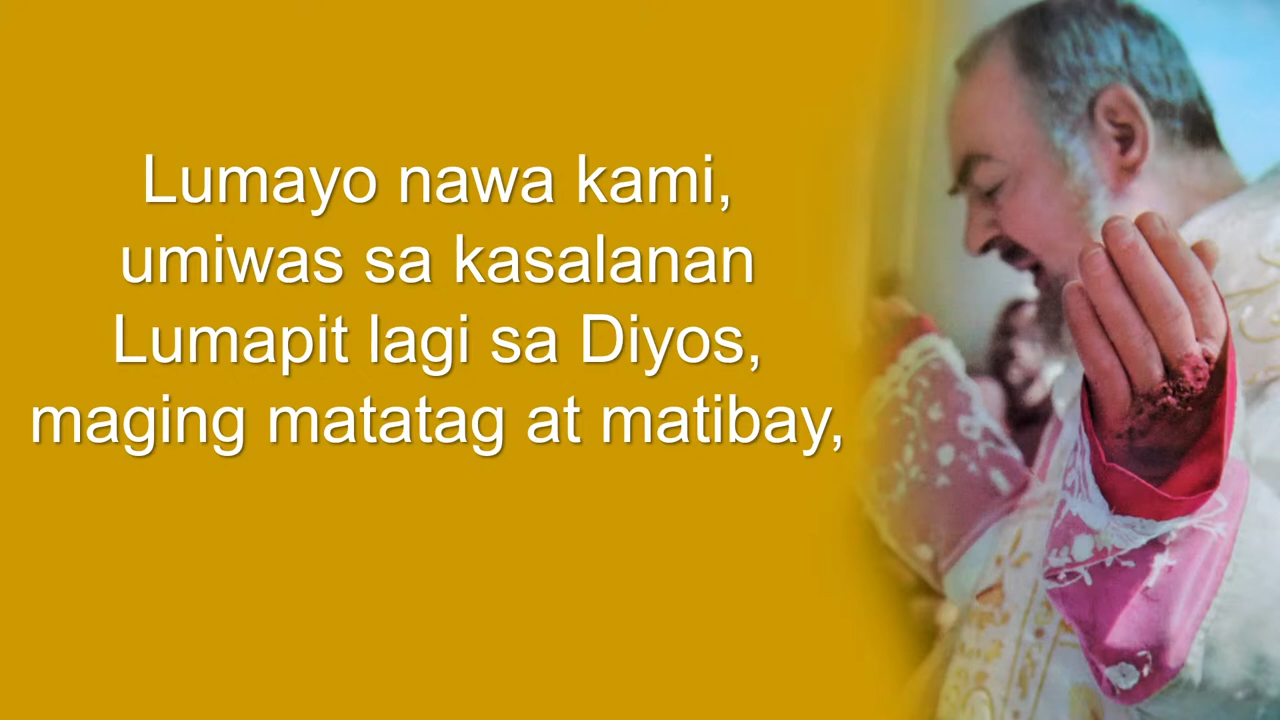 Lumayo nawa kami,
umiwas sa kasalanan
Lumapit lagi sa Diyos,
maging matatag at matibay,